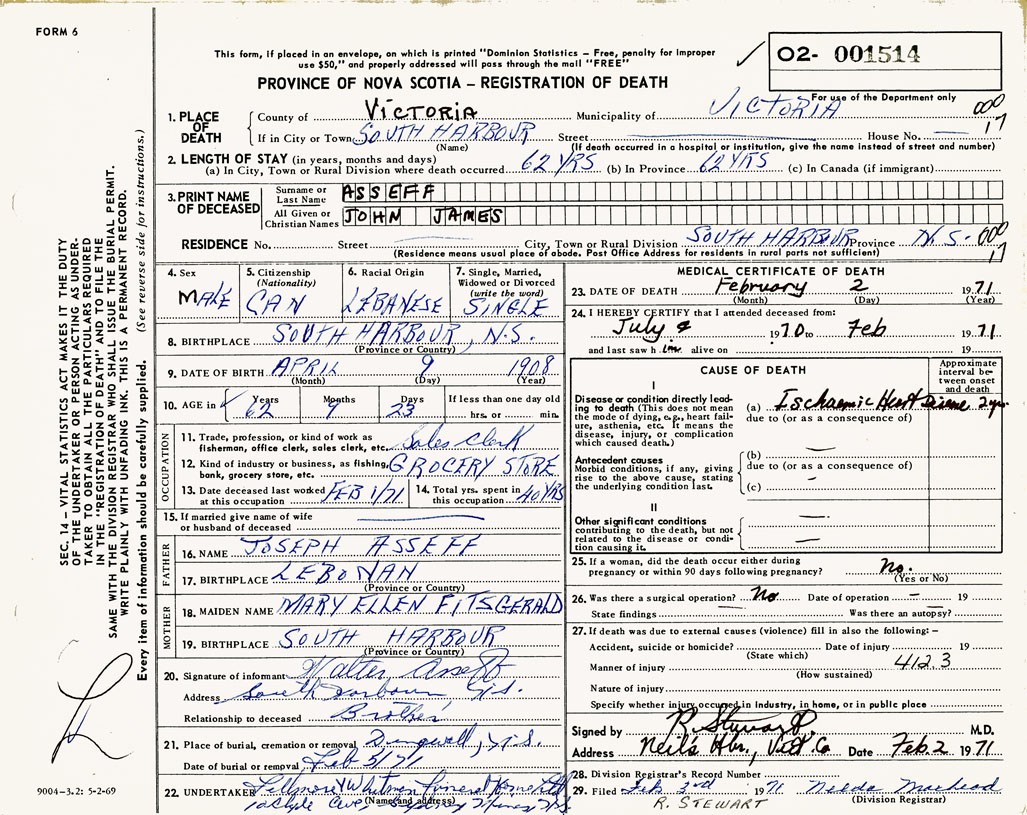 FORM 6
This form, if placed in an envelope, on which is printed "Dominion Statistics – Free, penalty for improper
use $50," and properly addressed will pass through the mail "FREE"
O2- 001514
PROVINCE OF NOVA SCOTIA – REGISTRATION OF DEATH
For use of the Department only
1. PLACE OF DEATH
County of VICTORIA Municipality of VICTORIA 000
If in City or Town SOUTH HARBOUR Street House No. 17
(Name) (If death occurred in a hospital or institution, give the name instead of street and number)
2. LENGTH OF STAY (in years, months and days)
(a) In City, Town or Rural Division where death occurred 62 YRS (b) In Province 62 YRS (c) In Canada (if immigrant)
3. PRINT NAME OF DECEASED
Surname or Last Name ASSEFF
All Given or Christian Names JOHN JAMES
RESIDENCE No. Street City, Town or Rural Division SOUTH HARBOUR Province N.S. 000
(Residence means usual place of abode. Post Office Address for residents in rural parts not sufficient) 17
4. Sex MALE
5. Citizenship (Nationality) CAN
6. Racial Origin LEBANESE
7. Single, Married, Widowed or Divorced (write the word) SINGLE
8. BIRTHPLACE SOUTH HARBOUR, N.S.
(Province or Country)
9. DATE OF BIRTH APRIL 9 1908
(Month) (Day) (Year)
10. AGE in Years 62 Months 9 Days 23 If less than one day old hrs. or min.
OCCUPATION
11. Trade, profession, or kind of work as fisherman, office clerk, sales clerk, etc. Sales Clerk
12. Kind of industry or business, as fishing, bank, grocery store, etc. GROCERY STORE
13. Date deceased last worked at this occupation FEB 1/71
14. Total yrs. spent in this occupation 40 YRS
15. If married give name of wife or husband of deceased
FATHER
16. NAME JOSEPH ASSEFF
17. BIRTHPLACE LEBONAN
(Province or Country)
MOTHER
18. MAIDEN NAME MARY ELLEN FITSGERALD
19. BIRTHPLACE SOUTH HARBOUR
(Province or Country)
20. Signature of informant Walter Asseff
Address South Harbour, N.S.
Relationship to deceased Brother
21. Place of burial, cremation or removal Dingwall, N.S.
Date of burial or removal Feb 5/71
22. UNDERTAKER Fillmore & Whitman Funeral Home Ltd
(Name and address) Sydney Mines N.S.
MEDICAL CERTIFICATE OF DEATH
23. DATE OF DEATH February 2 1971
(Month) (Day) (Year)
24. I HEREBY CERTIFY that I attended deceased from:
July 1970 to Feb 1971
and last saw h im alive on 19
CAUSE OF DEATH
Approximate interval between onset and death
I
Disease or condition directly leading to death (This does not mean the mode of dying, e.g., heart failure, asthenia, etc. It means the disease, injury, or complication which caused death.)
(a) Ischaemic Heart Disease 2 yrs
due to (or as a consequence of)
Antecedent causes
Morbid conditions, if any, giving rise to the above cause, stating the underlying condition last.
(b)
due to (or as a consequence of)
(c)
II
Other significant conditions
contributing to the death, but not related to the disease or condition causing it.
25. If a woman, did the death occur either during pregnancy or within 90 days following pregnancy? No.
(Yes or No)
26. Was there a surgical operation? No Date of operation – 19
State findings Was there an autopsy?
27. If death was due to external causes (violence) fill in also the following: –
Accident, suicide or homicide? Date of injury 19
(State which)
Manner of injury 412 3
(How sustained)
Nature of injury
Specify whether injury occurred in industry, in home, or in public place
Signed by R. Stewart M.D.
Address Neil's Hbr., Vict Co Date Feb. 2 1971
28. Division Registrar's Record Number
29. Filed Feb 3rd 1971
R. STEWART (Division Registrar)
SEC. 14 – VITAL STATISTICS ACT MAKES IT THE DUTY
OF THE UNDERTAKER OR PERSON ACTING AS UNDER-
TAKER TO OBTAIN ALL THE PARTICULARS REQUIRED
IN THE "REGISTRATION OF DEATH" AND TO FILE THE
SAME WITH THE DIVISION REGISTRAR WHO SHALL ISSUE THE BURIAL PERMIT.
WRITE PLAINLY WITH UNFADING INK. THIS IS A PERMANENT RECORD.
Every item of information should be carefully supplied. (See reverse side for instructions.)
9004-3.2: 5-2-69